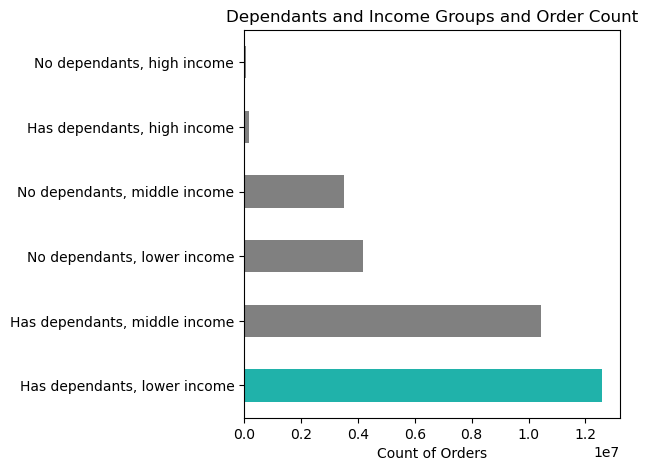 Dependants and Income Groups and Order Count
No dependants, high income
Has dependants, high income
No dependants, middle income
No dependants, lower income
Has dependants, middle income
Has dependants, lower income
0.0 0.2 0.4 0.6 0.8 1.0 1.2
1e7
Count of Orders